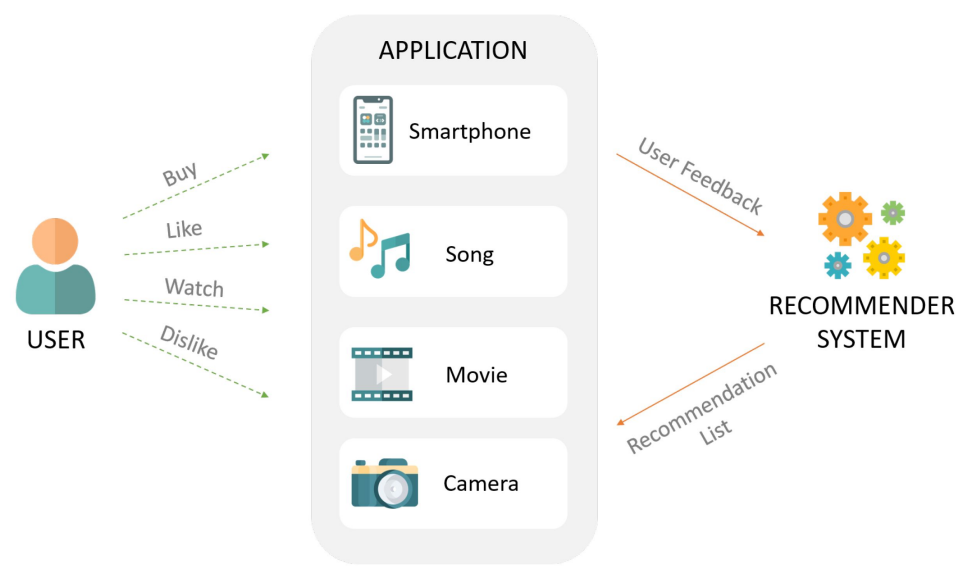 APPLICATION
Smartphone
Buy
User Feedback
Like
Song
Watch
RECOMMENDER
SYSTEM
USER
Dislike
Movie
Recommendation
List
Camera